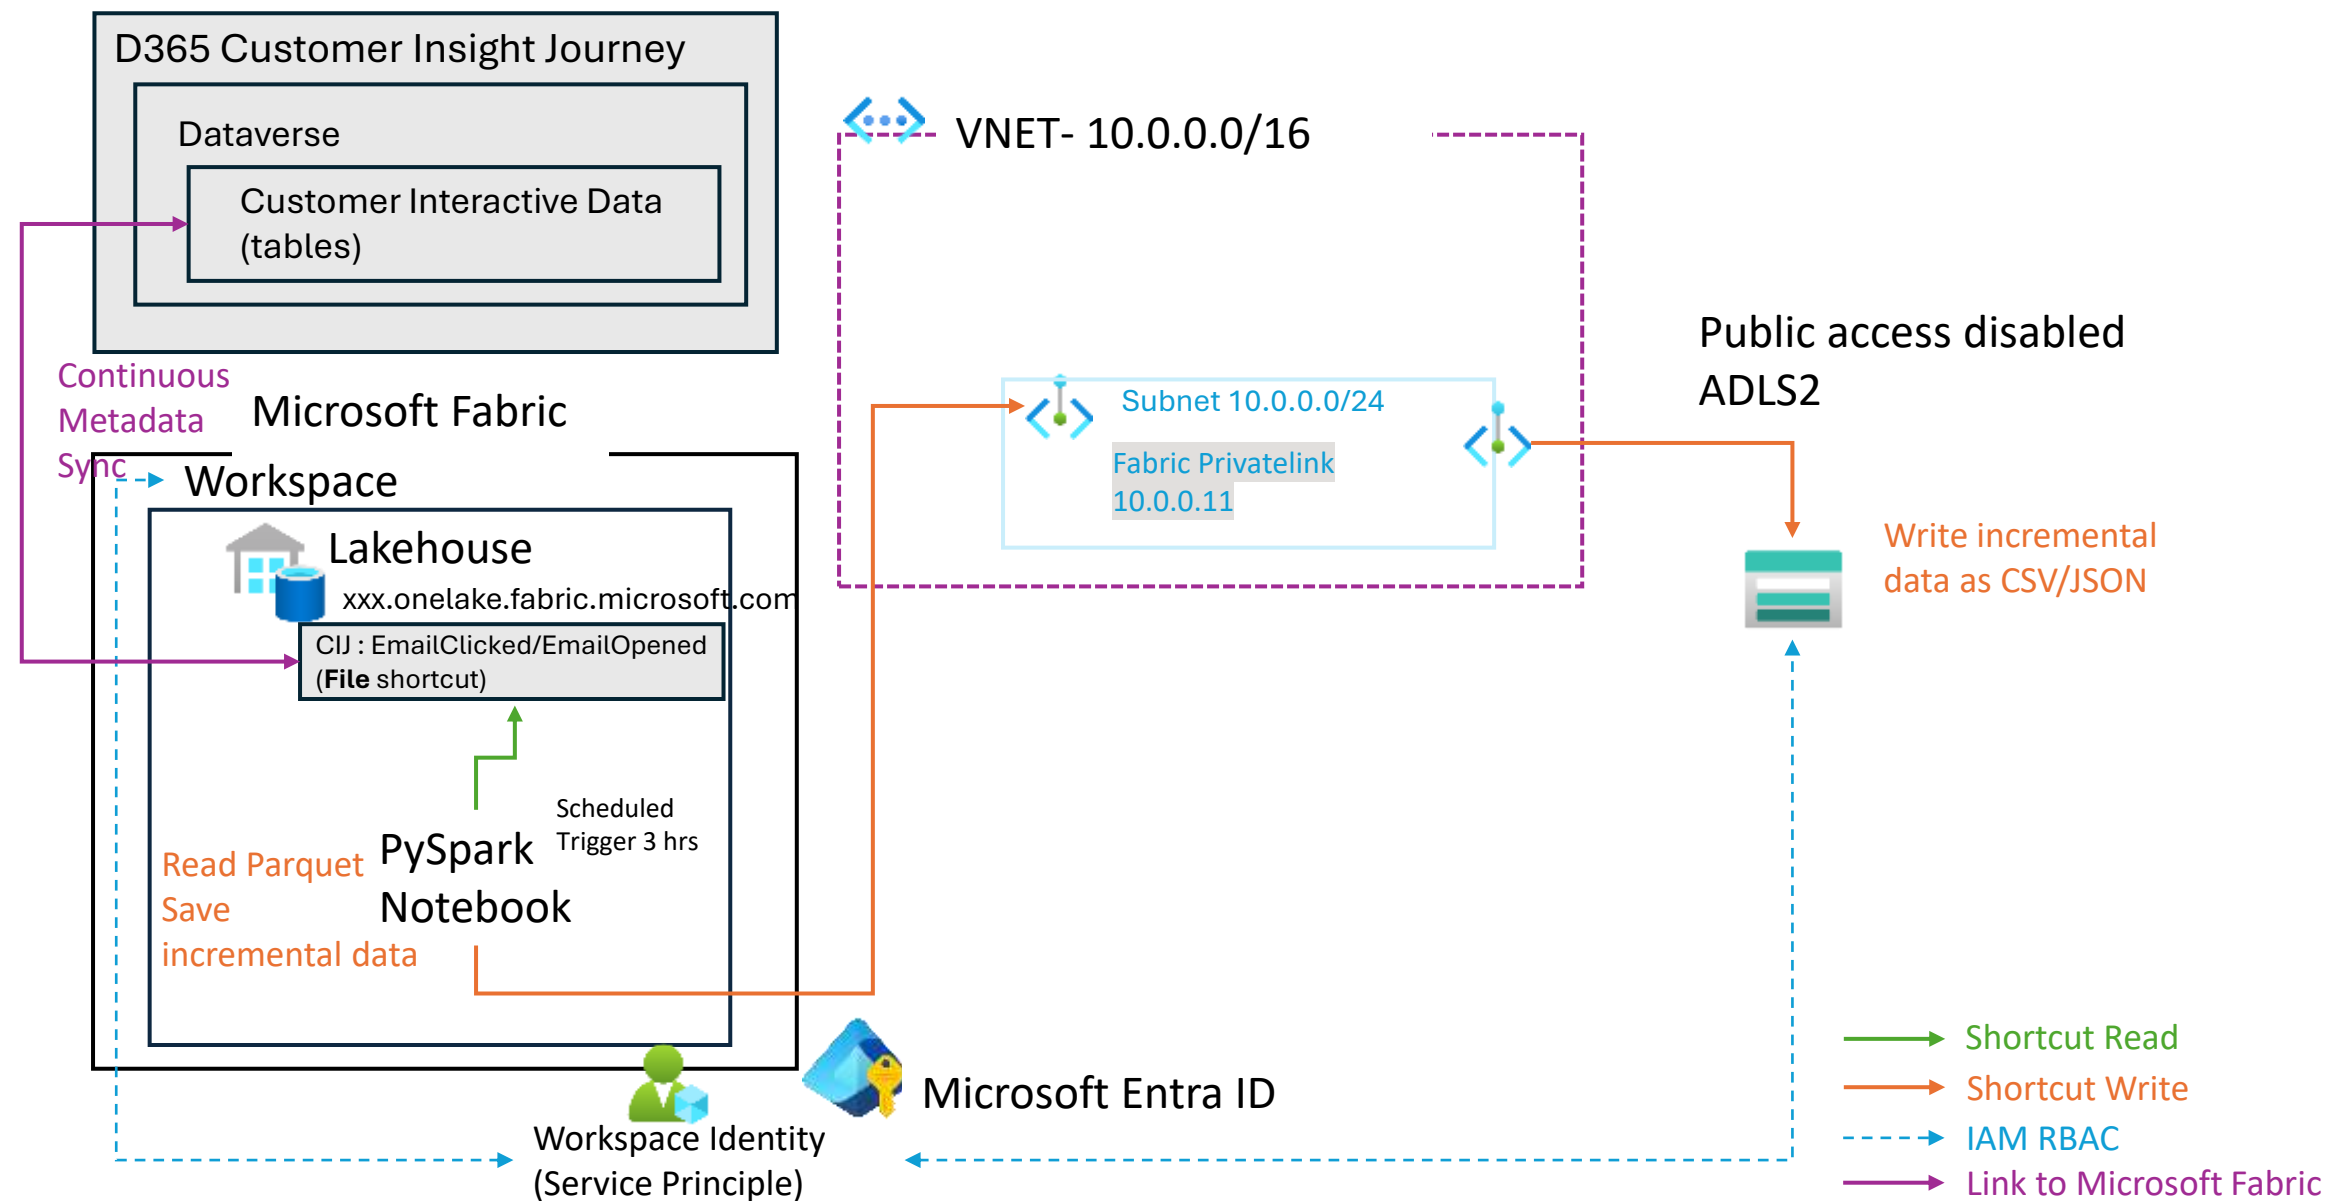 D365 Customer Insight Journey
Dataverse
Customer Interactive Data
(tables)
VNET- 10.0.0.0/16
Public access disabled
ADLS2
Continuous
Metadata
Sync
Microsoft Fabric
Subnet 10.0.0.0/24
Fabric Privatelink
10.0.0.11
Workspace
Lakehouse
xxx.onelake.fabric.microsoft.com
CIJ : EmailClicked/EmailOpened
(File shortcut)
Write incremental
data as CSV/JSON
Scheduled
Trigger 3 hrs
PySpark
Notebook
Read Parquet
Save
incremental data
Microsoft Entra ID
Workspace Identity
(Service Principle)
Shortcut Read
Shortcut Write
IAM RBAC
Link to Microsoft Fabric